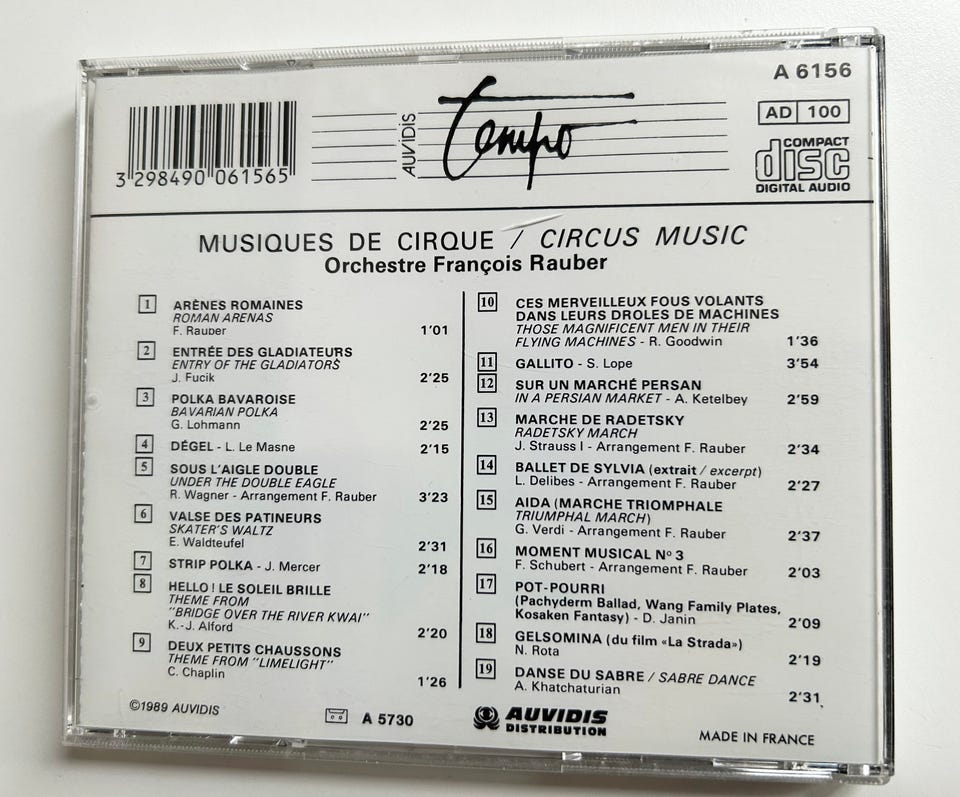 A 6156
3 298490 061565
AUVIDIS
Tempo
AD 100
COMPACT
disc
DIGITAL AUDIO
MUSIQUES DE CIRQUE / CIRCUS MUSIC
Orchestre François Rauber
1 ARÈNES ROMAINES
ROMAN ARENAS
F. Rauber 1'01
2 ENTRÉE DES GLADIATEURS
ENTRY OF THE GLADIATORS
J. Fucik 2'25
3 POLKA BAVAROISE
BAVARIAN POLKA
G. Lohmann 2'25
4 DÉGEL - L. Le Masne 2'15
5 SOUS L'AIGLE DOUBLE
UNDER THE DOUBLE EAGLE
R. Wagner - Arrangement F. Rauber 3'23
6 VALSE DES PATINEURS
SKATER'S WALTZ
E. Waldteufel 2'31
7 STRIP POLKA - J. Mercer 2'18
8 HELLO ! LE SOLEIL BRILLE
THEME FROM
"BRIDGE OVER THE RIVER KWAI"
K.-J. Alford 2'20
9 DEUX PETITS CHAUSSONS
THEME FROM "LIMELIGHT"
C. Chaplin 1'26
10 CES MERVEILLEUX FOUS VOLANTS
DANS LEURS DROLES DE MACHINES
THOSE MAGNIFICENT MEN IN THEIR
FLYING MACHINES - R. Goodwin 1'36
11 GALLITO - S. Lope 3'54
12 SUR UN MARCHÉ PERSAN
IN A PERSIAN MARKET - A. Ketelbey 2'59
13 MARCHE DE RADETSKY
RADETSKY MARCH
J. Strauss I - Arrangement F. Rauber 2'34
14 BALLET DE SYLVIA (extrait / excerpt)
L. Delibes - Arrangement F. Rauber 2'27
15 AIDA (MARCHE TRIOMPHALE
TRIUMPHAL MARCH)
G. Verdi - Arrangement F. Rauber 2'37
16 MOMENT MUSICAL Nº 3
F. Schubert - Arrangement F. Rauber 2'03
17 POT-POURRI
(Pachyderm Ballad, Wang Family Plates,
Kosaken Fantasy) - D. Janin 2'09
18 GELSOMINA (du film «La Strada»)
N. Rota 2'19
19 DANSE DU SABRE / SABRE DANCE
A. Khatchaturian 2'31
©1989 AUVIDIS
A 5730
AUVIDIS
DISTRIBUTION
MADE IN FRANCE